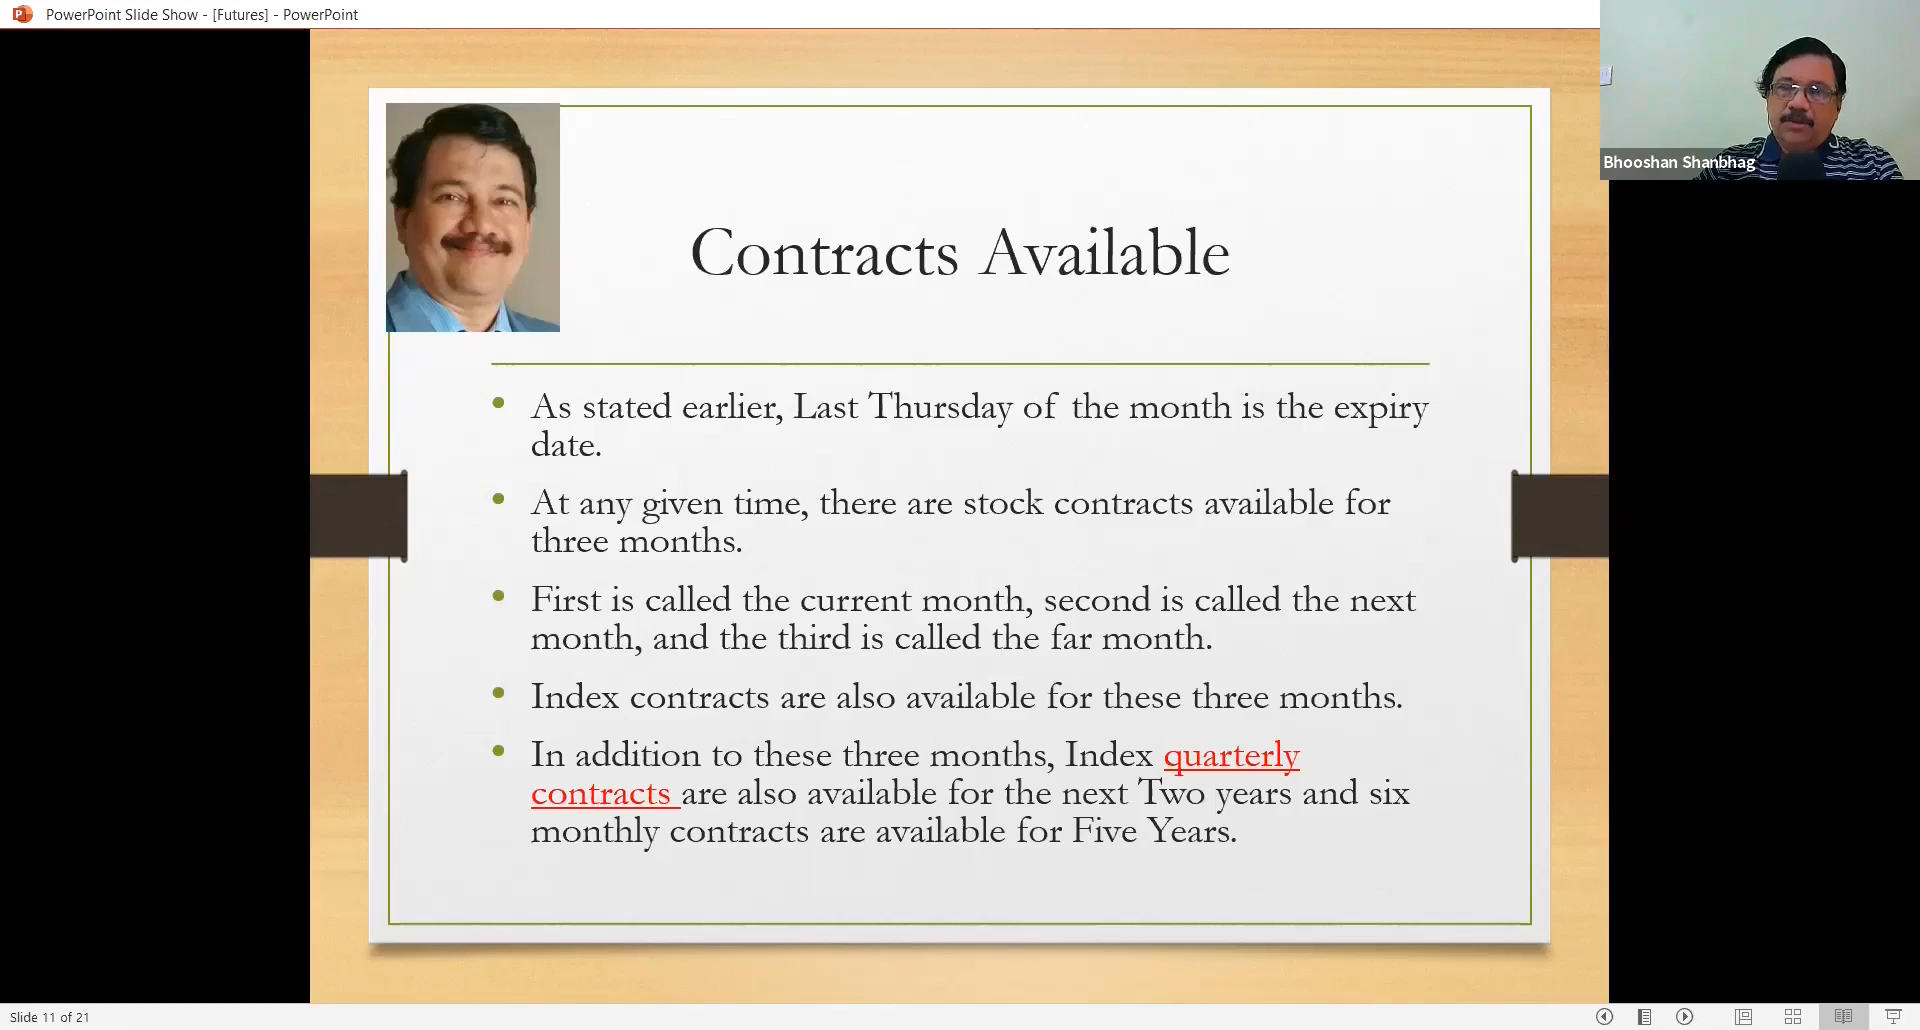 PowerPoint Slide Show - [Futures] - PowerPoint
Bhooshan Shanbhag
Contracts Available
• As stated earlier, Last Thursday of the month is the expiry
date.
• At any given time, there are stock contracts available for
three months.
• First is called the current month, second is called the next
month, and the third is called the far month.
• Index contracts are also available for these three months.
• In addition to these three months, Index quarterly
contracts are also available for the next Two years and six
monthly contracts are available for Five Years.
Slide 11 of 21